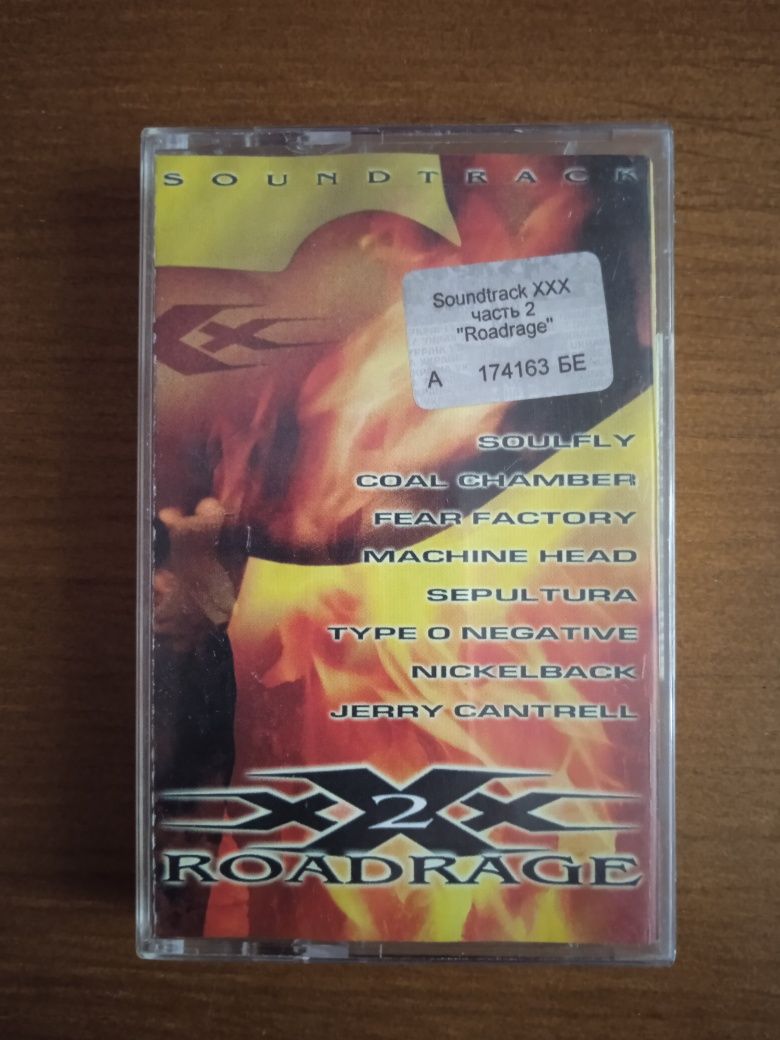 SOUNDTRACK
Soundtrack XXX
часть 2
"Roadrage"
А 174163 БЕ
SOULFLY
COAL CHAMBER
FEAR FACTORY
MACHINE HEAD
SEPULTURA
TYPE O NEGATIVE
NICKELBACK
JERRY CANTRELL
XX2X
ROADRAGE